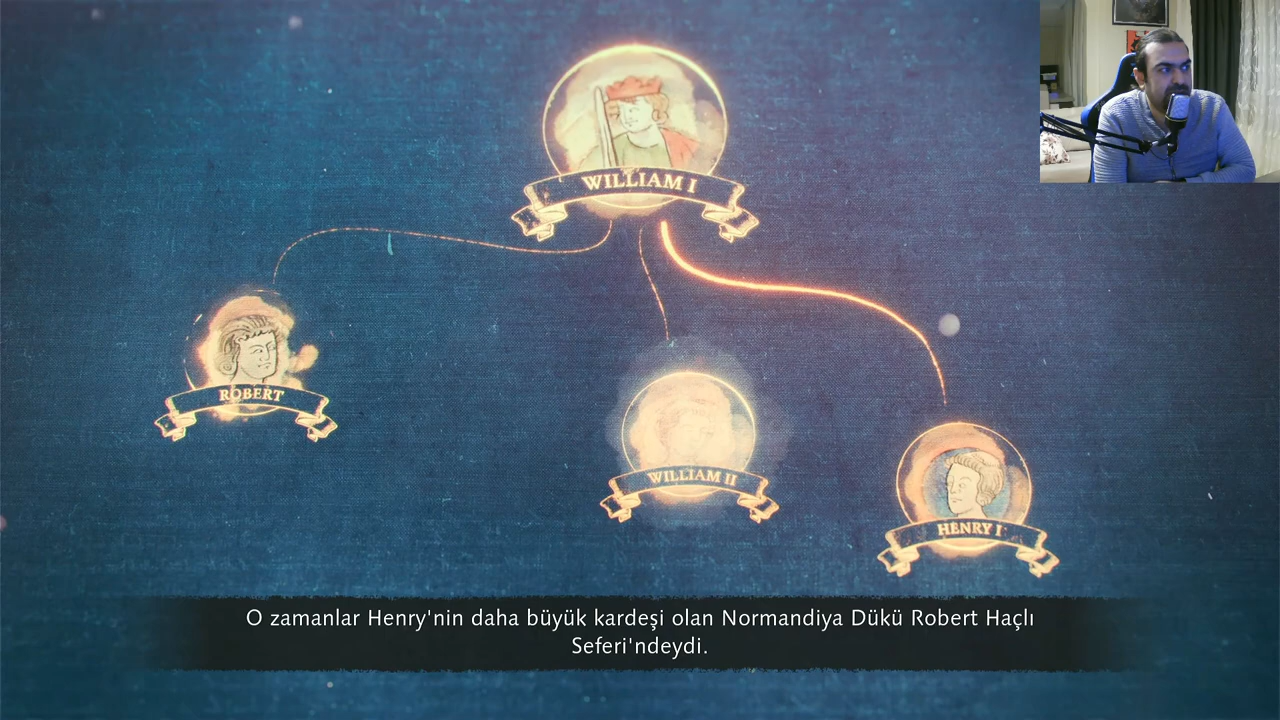 WILLIAM I
ROBERT
WILLIAM II
HENRY I
O zamanlar Henry'nin daha büyük kardeşi olan Normandiya Dükü Robert Haçlı
Seferi'ndeydi.